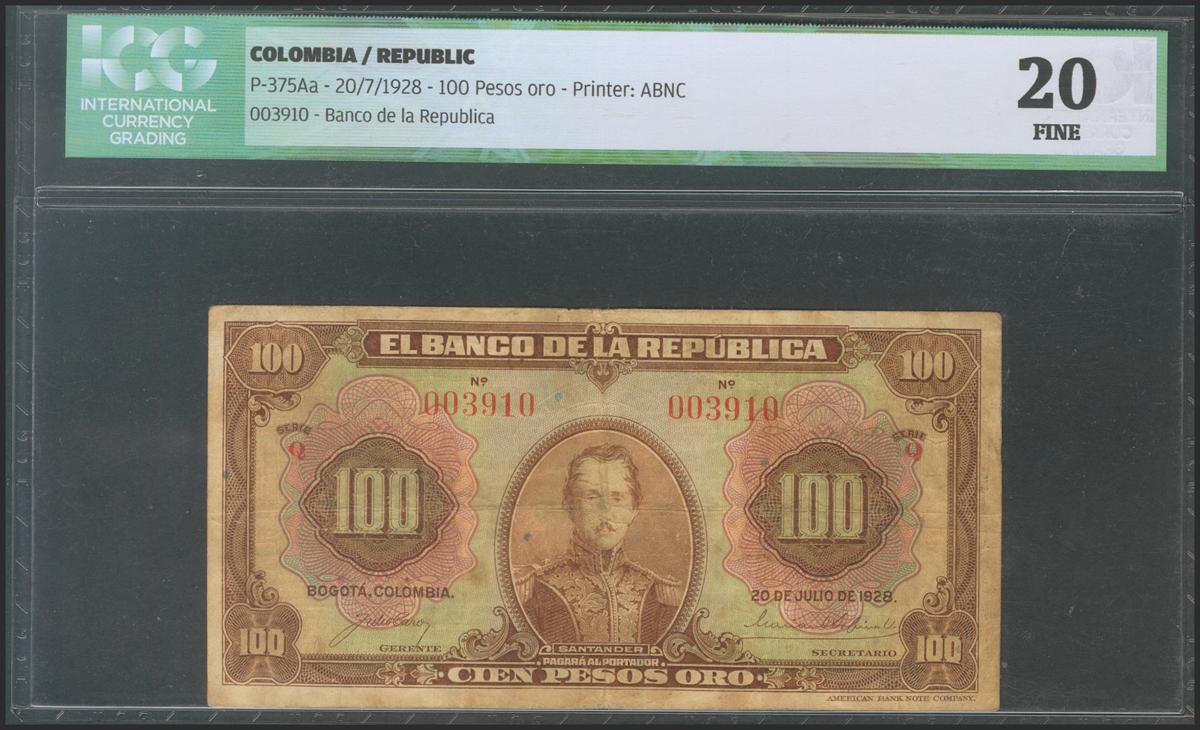 ICG
INTERNATIONAL
CURRENCY
GRADING
COLOMBIA / REPUBLIC
P-375Aa - 20/7/1928 - 100 Pesos oro - Printer: ABNC
003910 - Banco de la Republica
20
FINE
EL BANCO DE LA REPÚBLICA
100
100
Nº
003910
Nº
003910
SERIE
Q
SERIE
Q
100
100
BOGOTÁ, COLOMBIA.
20 DE JULIO DE 1928.
GERENTE
SECRETARIO
SANTANDER
PAGARÁ AL PORTADOR
100
CIEN PESOS ORO
100
AMERICAN BANK NOTE COMPANY.